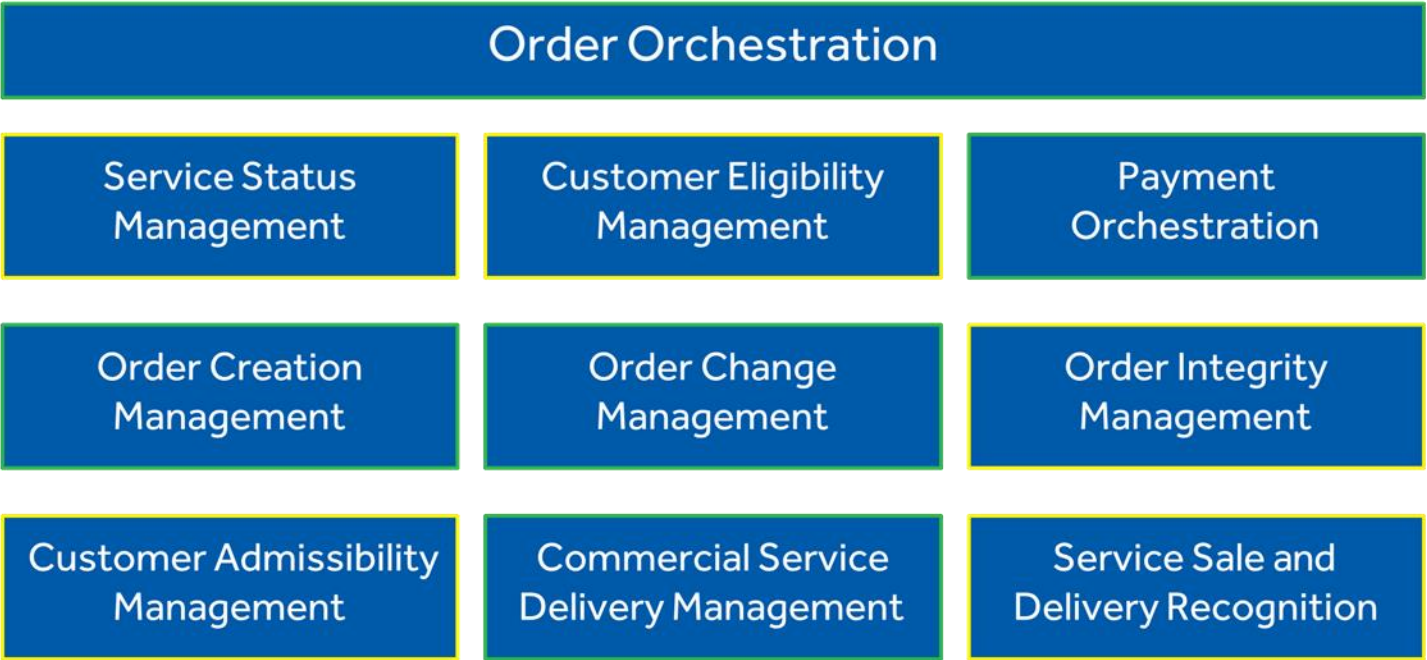 Order Orchestration
Service Status
Management
Customer Eligibility
Management
Payment
Orchestration
Order Creation
Management
Order Change
Management
Order Integrity
Management
Customer Admissibility
Management
Commercial Service
Delivery Management
Service Sale and
Delivery Recognition